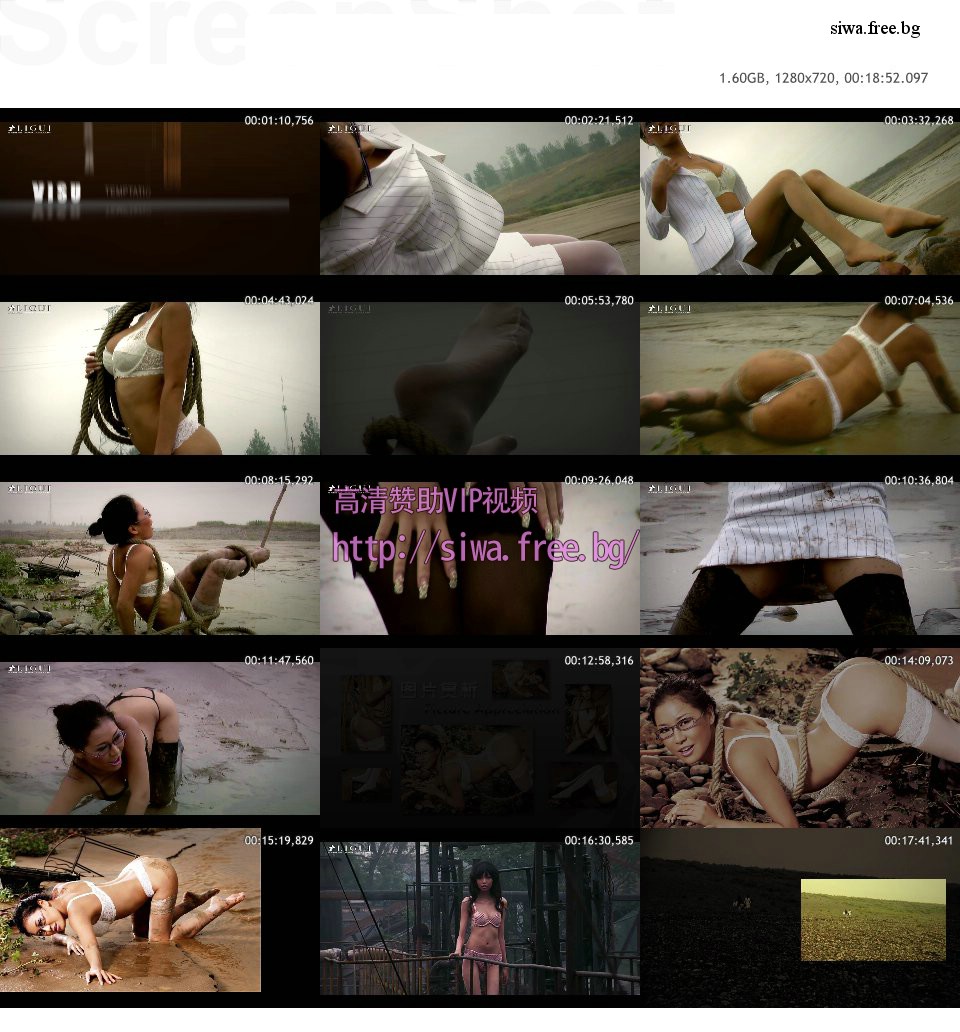 ScreenShot
siwa.free.bg
1.60GB, 1280x720, 00:18:52.097
00:01:10,756
00:02:21,512
00:03:32,268
LIGUI
LIGUI
LIGUI
VISU TEMPTATIO
00:04:43,024
00:05:53,780
00:07:04,536
LIGUI
LIGUI
LIGUI
00:08:15,292
00:09:26,048
00:10:36,804
LIGUI
LIGUI
LIGUI
高清赞助VIP视频
http://siwa.free.bg/
00:11:47,560
00:12:58,316
00:14:09,073
LIGUI
图片赏析
00:15:19,829
00:16:30,585
00:17:41,341
LIGUI